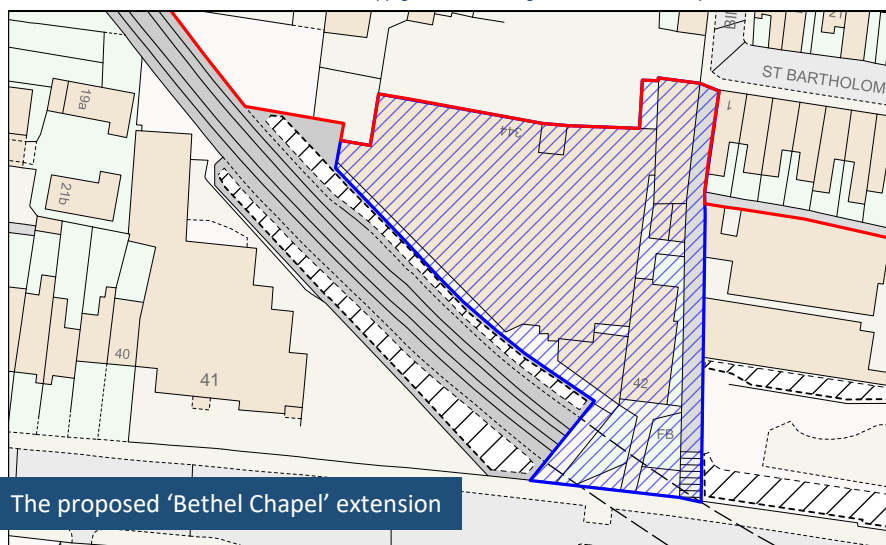 ST BARTHOLOM
19a
344
1
21b
40
41
42
FB
The proposed ‘Bethel Chapel’ extension